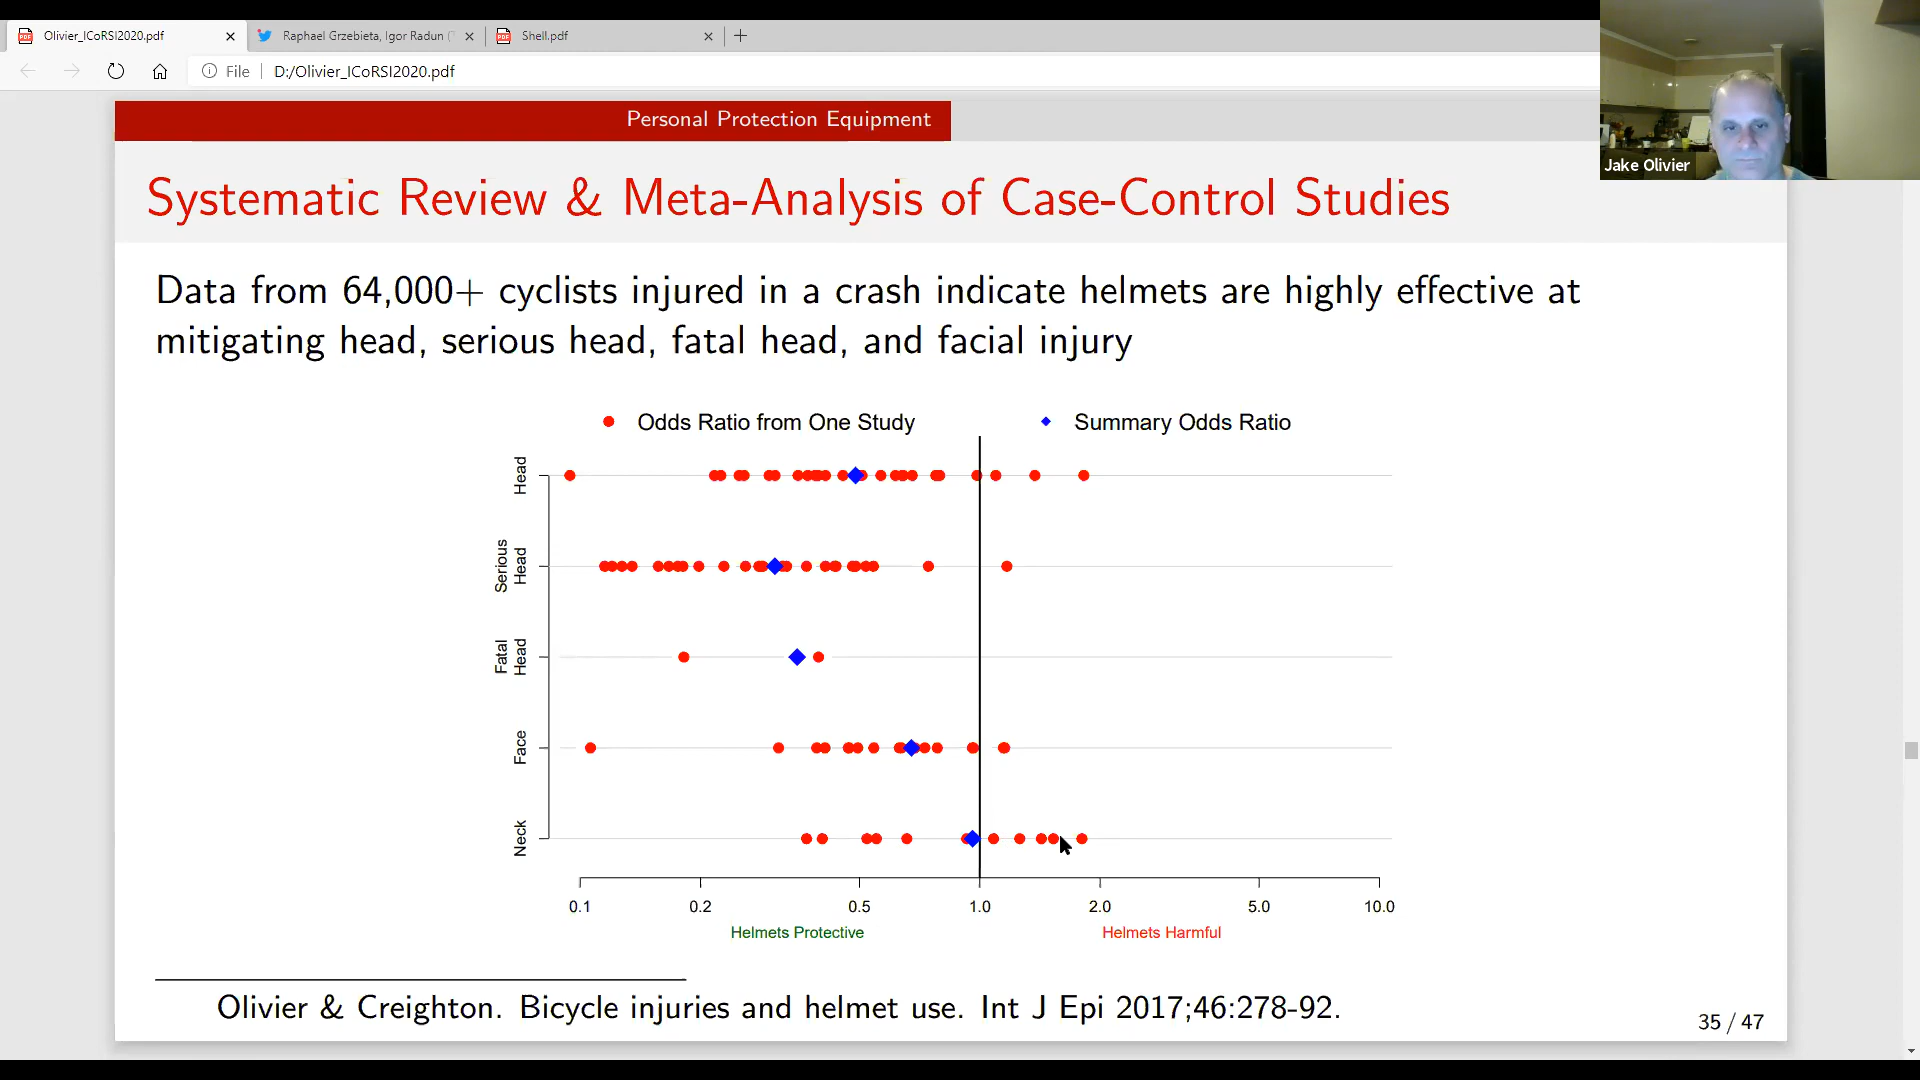 Olivier_ICoRSI2020.pdf
Raphael Grzebieta, Igor Radun (
Shell.pdf
File
D:/Olivier_ICoRSI2020.pdf
Jake Olivier
Personal Protection Equipment
Systematic Review & Meta-Analysis of Case-Control Studies
Data from 64,000+ cyclists injured in a crash indicate helmets are highly effective at
mitigating head, serious head, fatal head, and facial injury
Odds Ratio from One Study
Summary Odds Ratio
Head
Serious
Head
Fatal
Head
Face
Neck
0.1 0.2 0.5 1.0 2.0 5.0 10.0
Helmets Protective
Helmets Harmful
Olivier & Creighton. Bicycle injuries and helmet use. Int J Epi 2017;46:278-92.
35 / 47